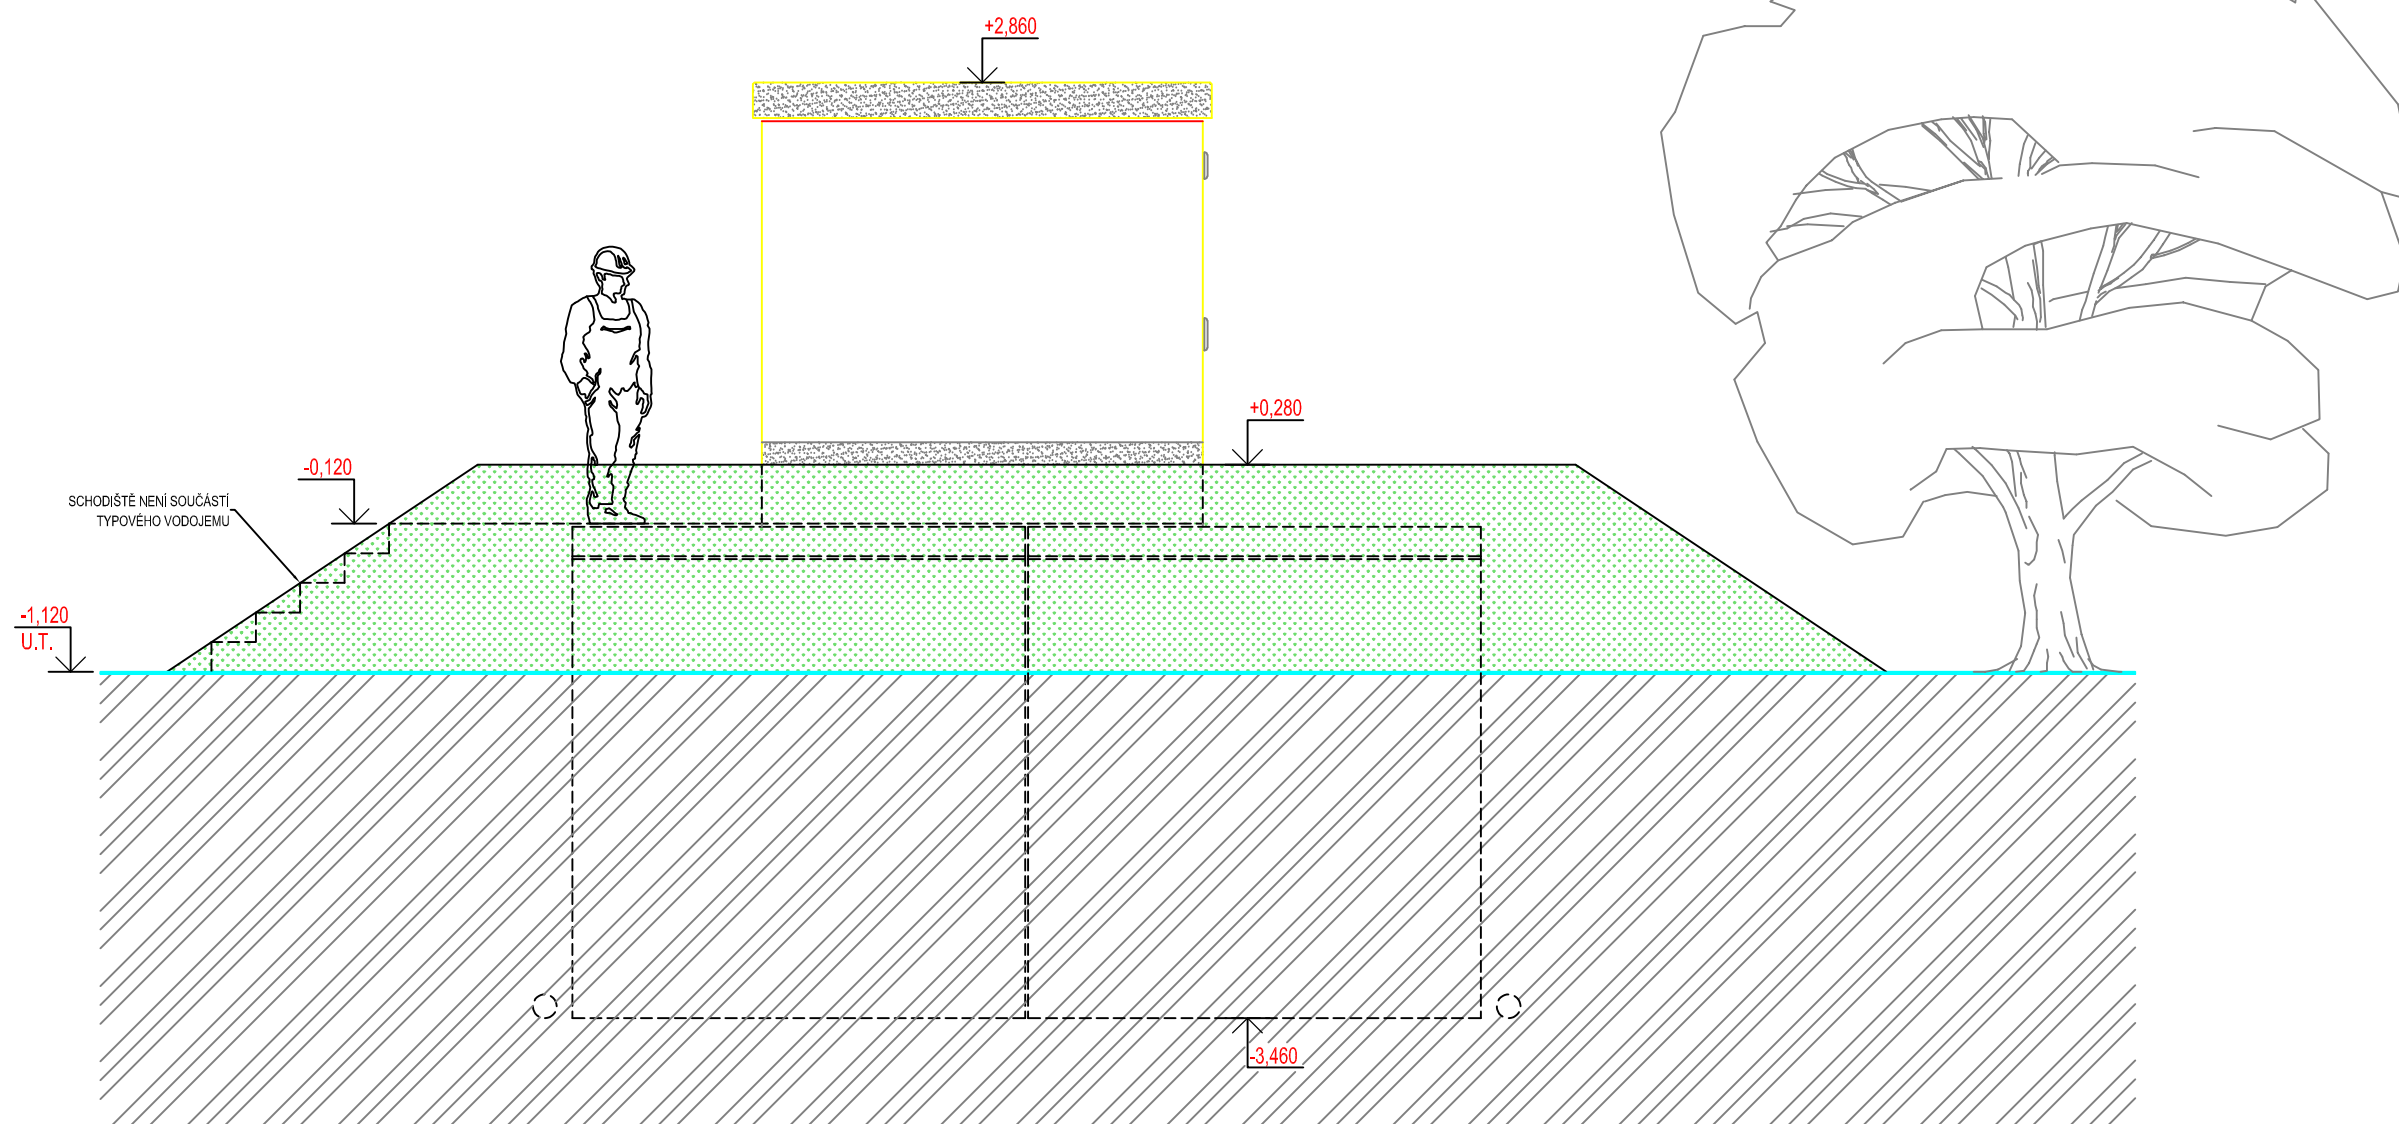 +2,860
+0,280
-0,120
SCHODIŠTĚ NENÍ SOUČÁSTÍ
TYPOVÉHO VODOJEMU
-1,120
U.T.
-3,460